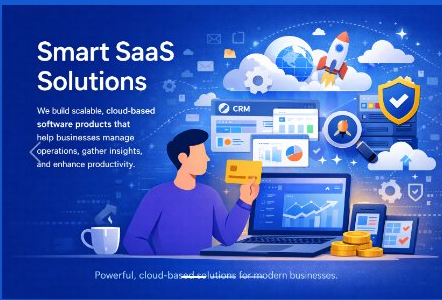 Smart SaaS
Solutions
We build scalable, cloud-based
software products that
help businesses manage
operations, gather insights,
and enhance productivity.
CRM
Powerful, cloud-based solutions for modern businesses.